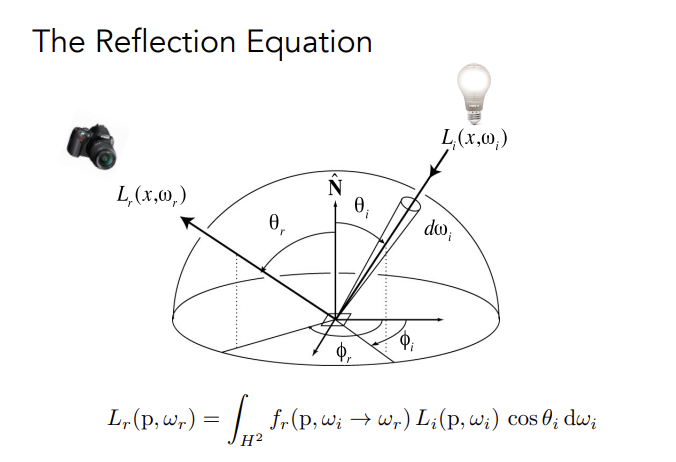 The Reflection Equation
L_i(x,ω_i)
L_r(x,ω_r)
N̂
θ_r
θ_i
dω_i
ϕ_r
ϕ_i
L_r(p, ω_r) = ∫_{H²} f_r(p, ω_i → ω_r) L_i(p, ω_i) cos θ_i dω_i